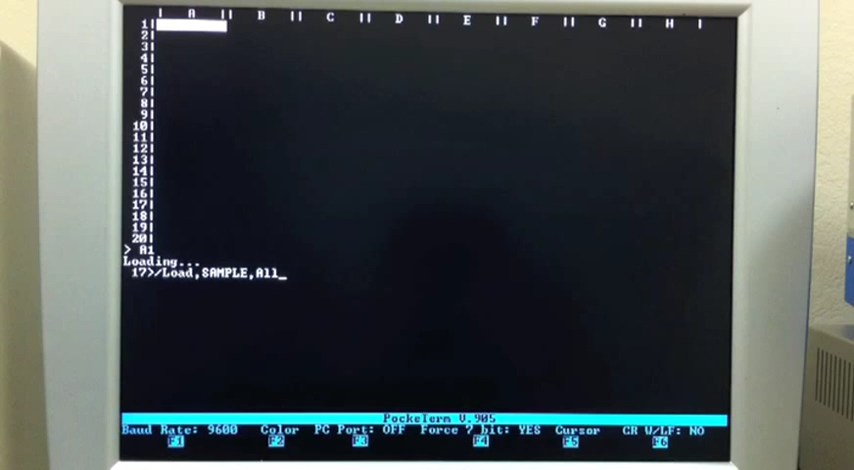 | A || B || C || D || E || F || G || H |
1|
2|
3|
4|
5|
6|
7|
8|
9|
10|
11|
12|
13|
14|
15|
16|
17|
18|
19|
20|
> A1
Loading...
17>/Load,SAMPLE,All_
PockeTerm V.905
Baud Rate: 9600 Color PC Port: OFF Force 7 bit: YES Cursor CR W/LF: NO
F1 F2 F3 F4 F5 F6